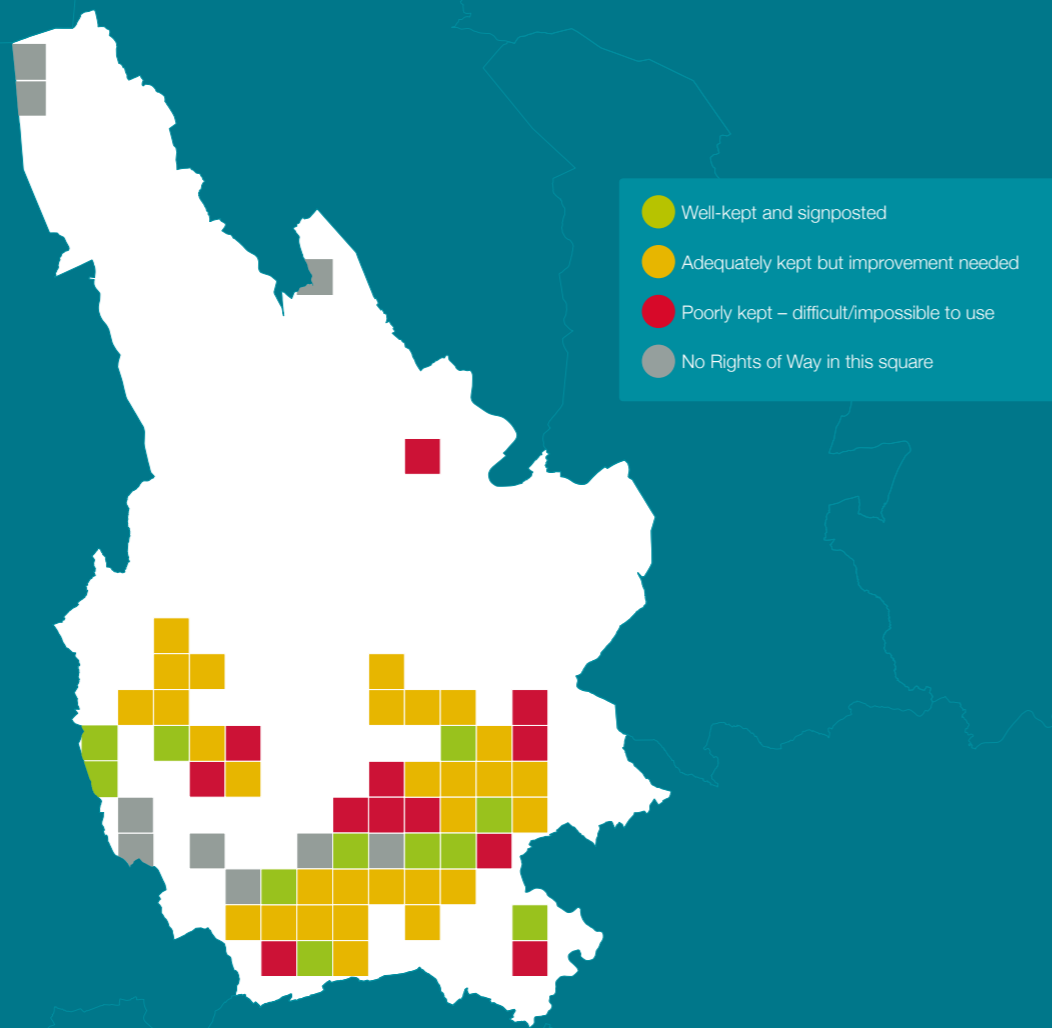 Well-kept and signposted
Adequately kept but improvement needed
Poorly kept – difficult/impossible to use
No Rights of Way in this square